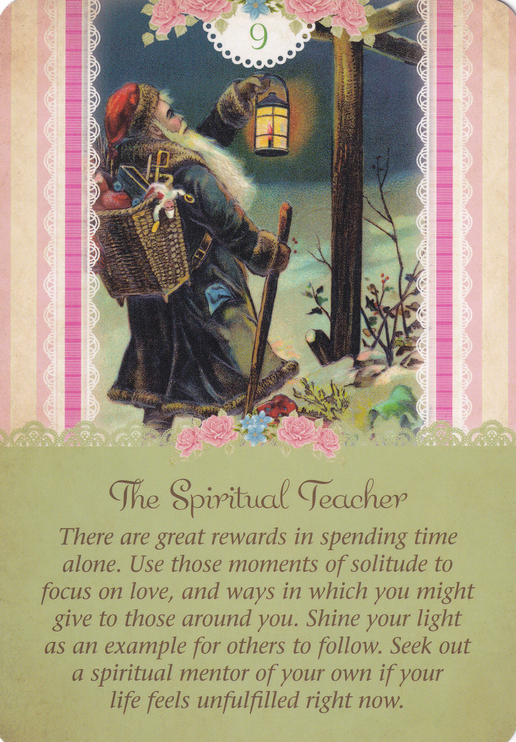 9
The Spiritual Teacher
There are great rewards in spending time
alone. Use those moments of solitude to
focus on love, and ways in which you might
give to those around you. Shine your light
as an example for others to follow. Seek out
a spiritual mentor of your own if your
life feels unfulfilled right now.